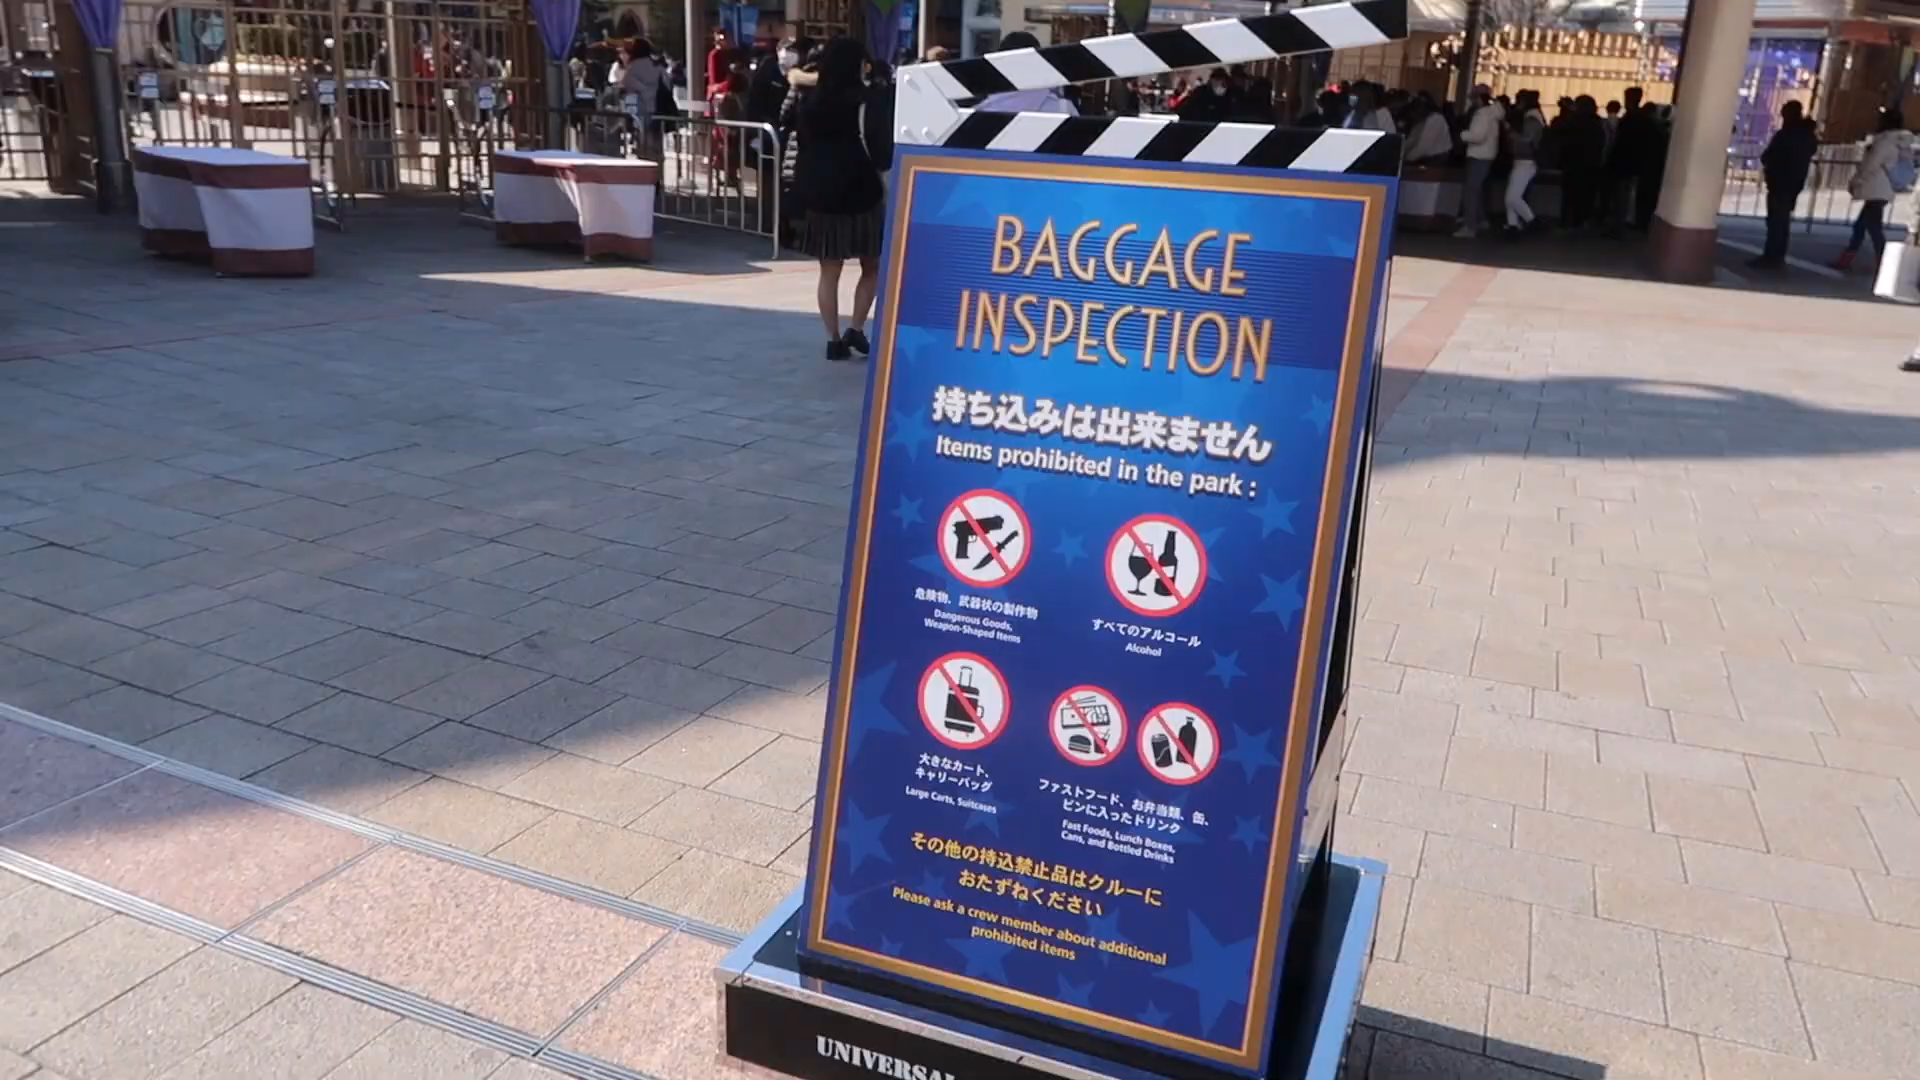 BAGGAGE
INSPECTION
持ち込みは出来ません
Items prohibited in the park :
危険物、武器状の製作物
Dangerous Goods,
Weapon-Shaped Items
すべてのアルコール
Alcohol
大きなカート、
キャリーバッグ
Large Carts, Suitcases
ファストフード、お弁当類、缶、
ビンに入ったドリンク
Fast Foods, Lunch Boxes,
Cans, and Bottled Drinks
その他の持込禁止品はクルーに
おたずねください
Please ask a crew member about additional
prohibited items
UNIVERSAL